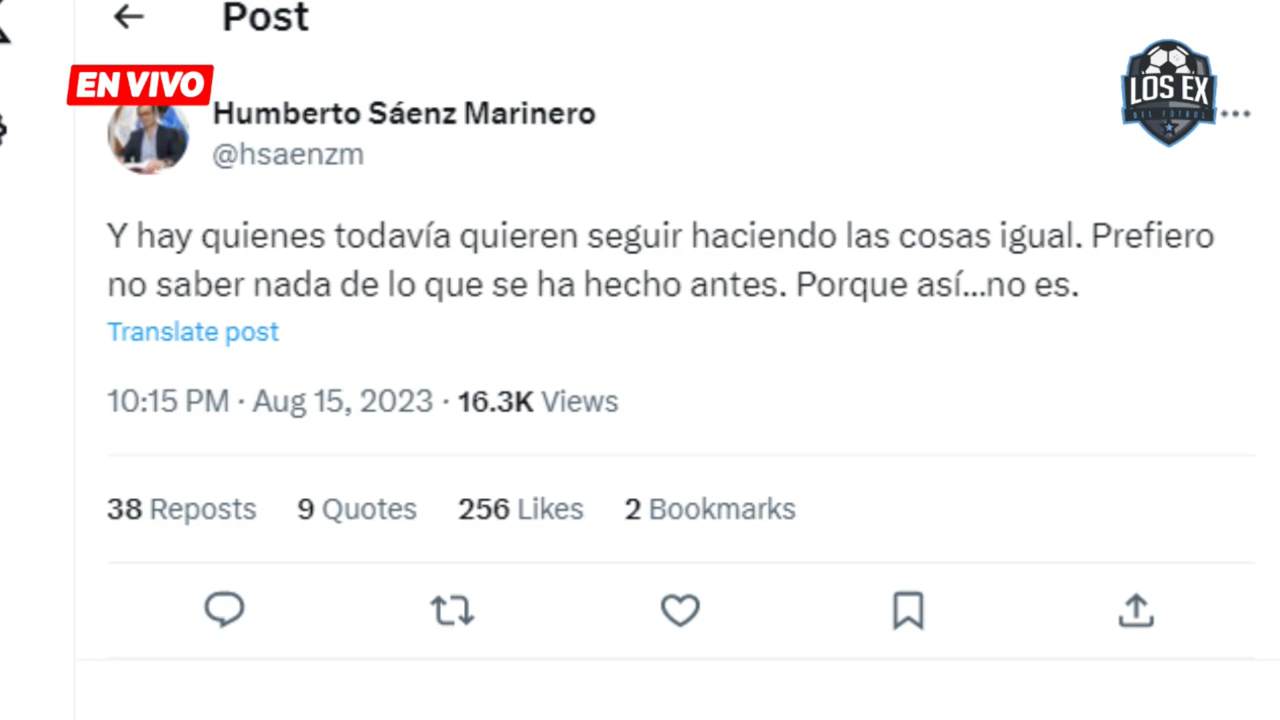 Post
EN VIVO
LOS EX
DEL FUTBOL
Humberto Sáenz Marinero
@hsaenzm
Y hay quienes todavía quieren seguir haciendo las cosas igual. Prefiero
no saber nada de lo que se ha hecho antes. Porque así...no es.
Translate post
10:15 PM · Aug 15, 2023 · 16.3K Views
38 Reposts 9 Quotes 256 Likes 2 Bookmarks